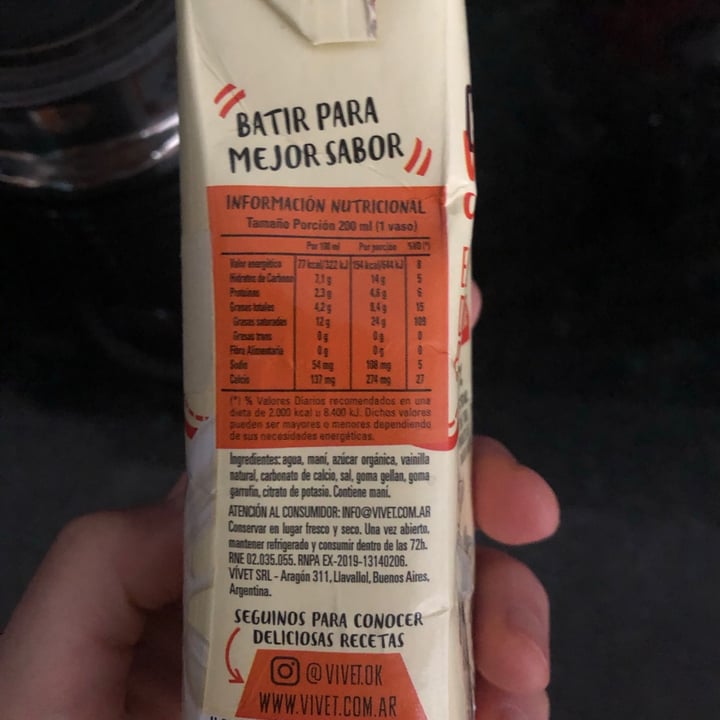 BATIR PARA
MEJOR SABOR
INFORMACIÓN NUTRICIONAL
Tamaño Porción 200 ml (1 vaso)
Por 100 ml Por porción %VD (*)
Valor energético 77 kcal/322 kJ 154 kcal/644 kJ 8
Hidratos de Carbono 7,1 g 14 g 5
Proteínas 2,3 g 4,6 g 6
Grasas totales 4,2 g 8,4 g 15
Grasas saturadas 12 g 24 g 109
Grasas trans 0 g 0 g 0
Fibra Alimentaria 0 g 0 g 0
Sodio 54 mg 108 mg 5
Calcio 137 mg 274 mg 27
(*) % Valores Diarios recomendados en una
dieta de 2.000 kcal u 8.400 kJ. Dichos valores
pueden ser mayores o menores dependiendo
de sus necesidades energéticas.
Ingredientes: agua, maní, azúcar orgánica, vainilla
natural, carbonato de calcio, sal, goma gellan, goma
garrofín, citrato de potasio. Contiene maní.
ATENCIÓN AL CONSUMIDOR: INFO@VIVET.COM.AR
Conservar en lugar fresco y seco. Una vez abierto,
mantener refrigerado y consumir dentro de las 72h.
RNE 02.035.055. RNPA EX-2019-13140206.
VIVET SRL - Aragón 311, Llavallol, Buenos Aires,
Argentina.
SEGUINOS PARA CONOCER
DELICIOSAS RECETAS
@VIVET.OK
WWW.VIVET.COM.AR